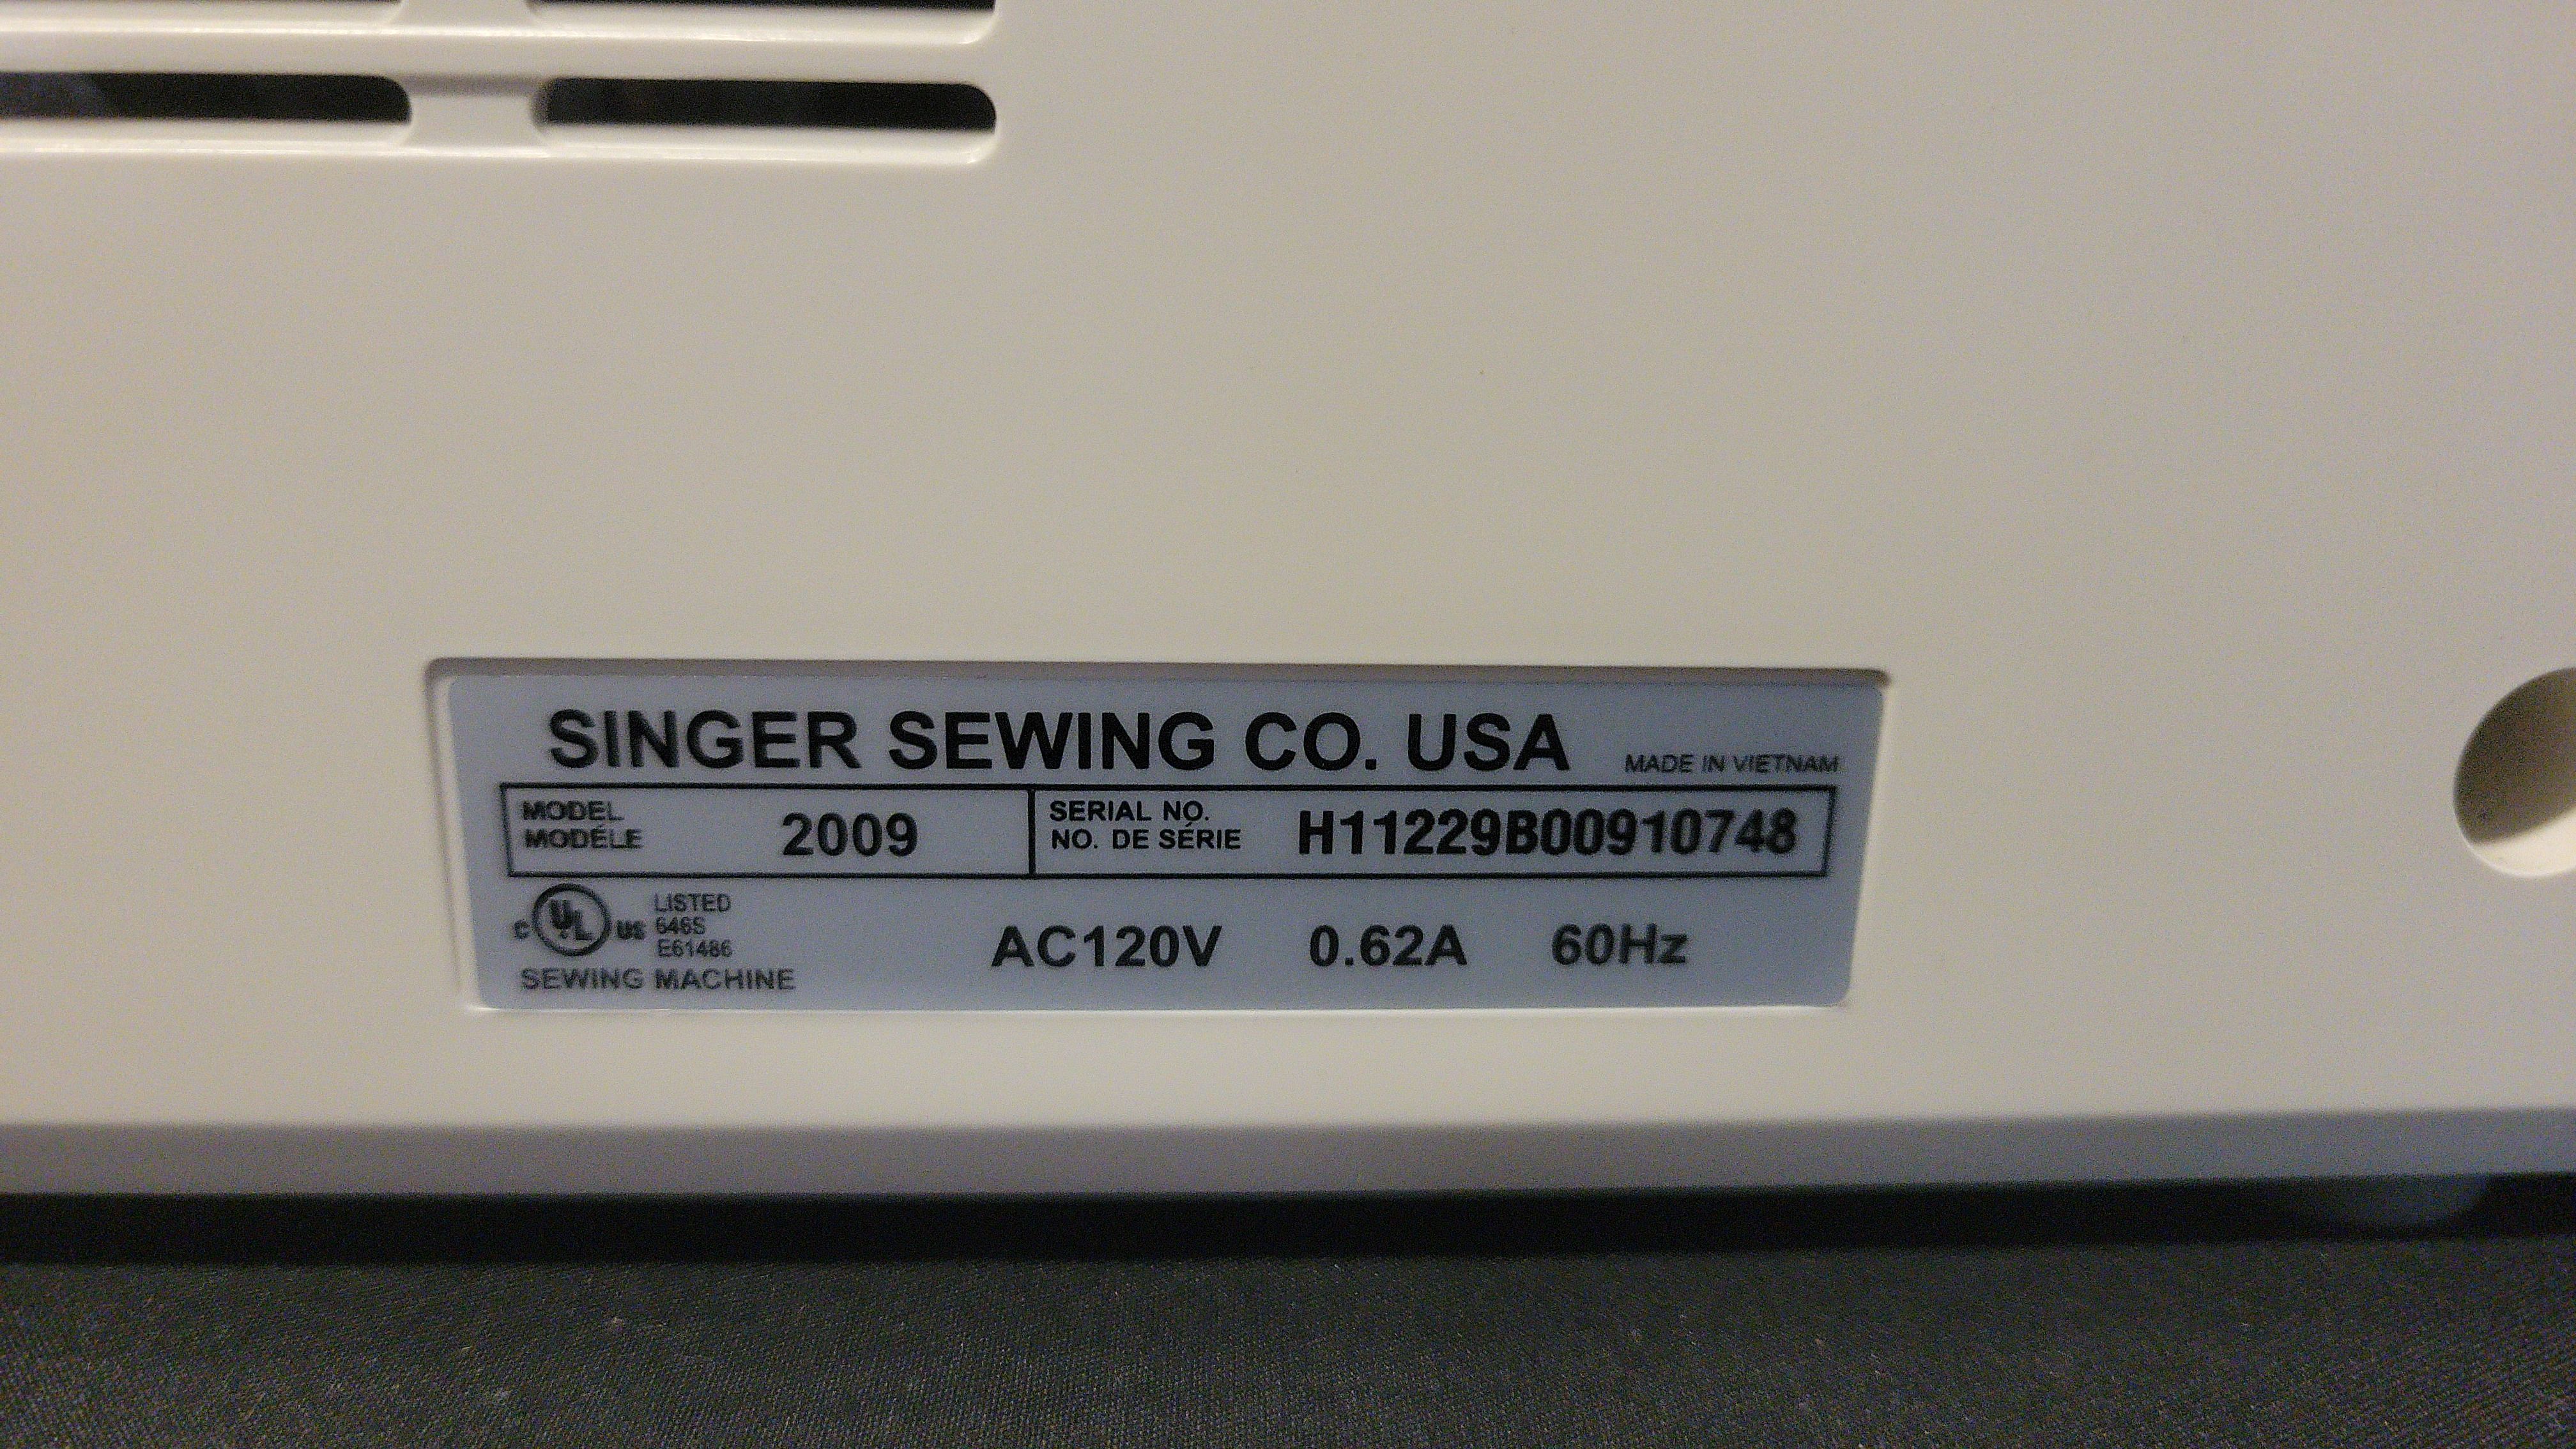 SINGER SEWING CO. USA MADE IN VIETNAM
MODEL
MODÉLE
2009
SERIAL NO.
NO. DE SÉRIE
H11229B00910748
C UL US
LISTED
646S
E61486
SEWING MACHINE
AC120V 0.62A 60Hz